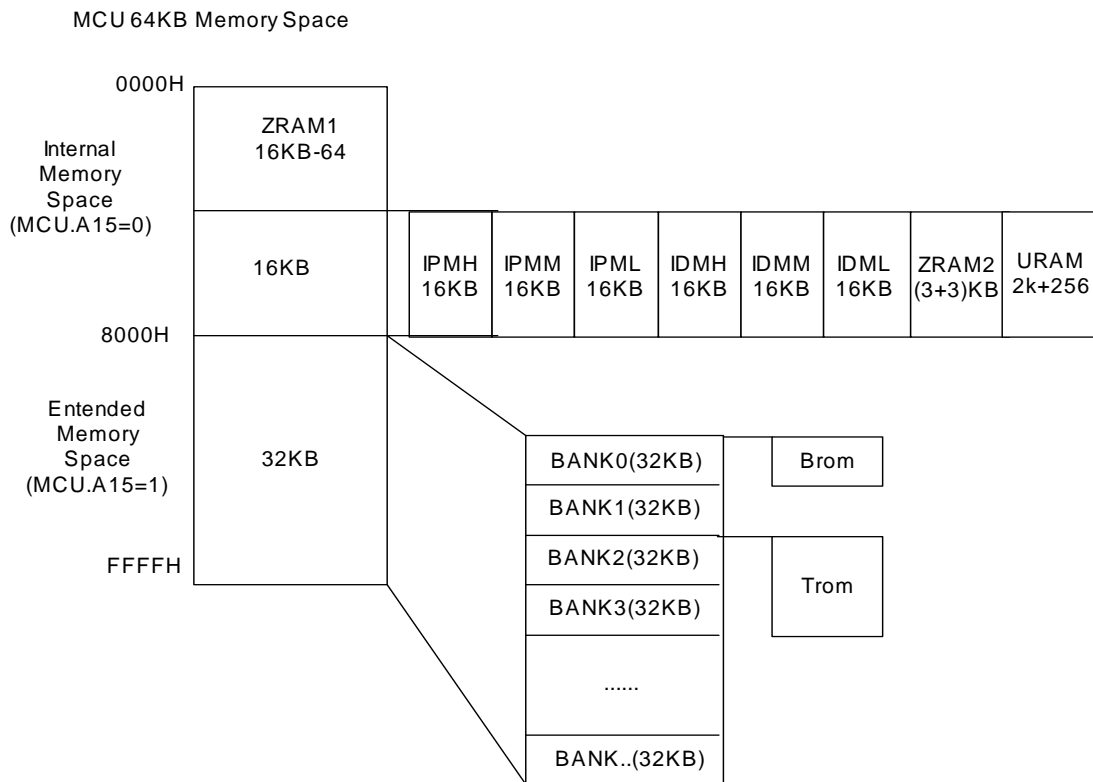 MCU 64KB Memory Space
0000H
ZRAM1
16KB-64
Internal
Memory
Space
(MCU.A15=0)
16KB
IPMH
16KB
IPMM
16KB
IPML
16KB
IDMH
16KB
IDMM
16KB
IDML
16KB
ZRAM2
(3+3)KB
URAM
2k+256
8000H
Entended
Memory
Space
(MCU.A15=1)
32KB
FFFFH
BANK0(32KB)
BANK1(32KB)
BANK2(32KB)
BANK3(32KB)
......
BANK..(32KB)
Brom
Trom